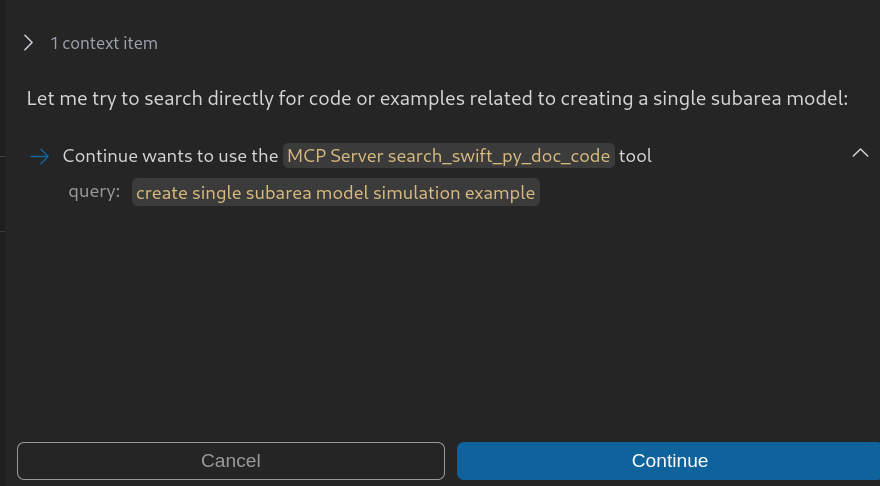 1 context item
Let me try to search directly for code or examples related to creating a single subarea model:
Continue wants to use the MCP Server search_swift_py_doc_code tool
query: create single subarea model simulation example
Cancel Continue